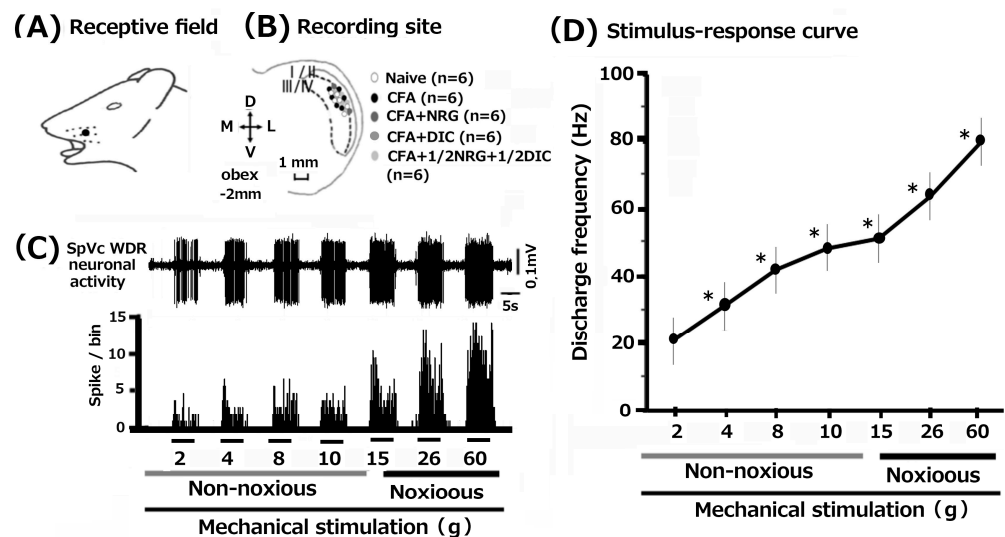 (A) Receptive field
(B) Recording site
I / II
III/IV
D
M L
V
1 mm
obex
-2mm
Naive (n=6)
CFA (n=6)
CFA+NRG (n=6)
CFA+DIC (n=6)
CFA+1/2NRG+1/2DIC
(n=6)
(C)
SpVc WDR
neuronal
activity
0,1mV
5s
Spike / bin
15
10
5
0
2 4 8 10 15 26 60
Non-noxious Noxioous
Mechanical stimulation (g)
(D) Stimulus-response curve
Discharge frequency (Hz)
100
80
60
40
20
0
* * * * * *
2 4 8 10 15 26 60
Non-noxious Noxious
Mechanical stimulation (g)